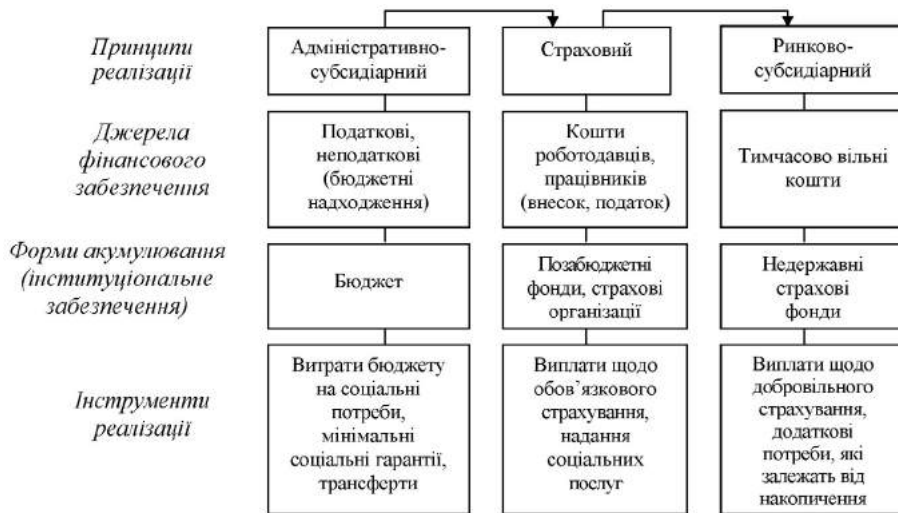 Принципи
реалізації
Адміністративно-
субсидіарний
Страховий
Ринково-
субсидіарний
Джерела
фінансового
забезпечення
Податкові,
неподаткові
(бюджетні
надходження)
Кошти
роботодавців,
працівників
(внесок, податок)
Тимчасово вільні
кошти
Форми акумулювання
(інституціональне
забезпечення)
Бюджет
Позабюджетні
фонди, страхові
організації
Недержавні
страхові
фонди
Інструменти
реалізації
Витрати бюджету
на соціальні
потреби,
мінімальні
соціальні гарантії,
трансферти
Виплати щодо
обов’язкового
страхування,
надання
соціальних
послуг
Виплати щодо
добровільного
страхування,
додаткові
потреби, які
залежать від
накопичення